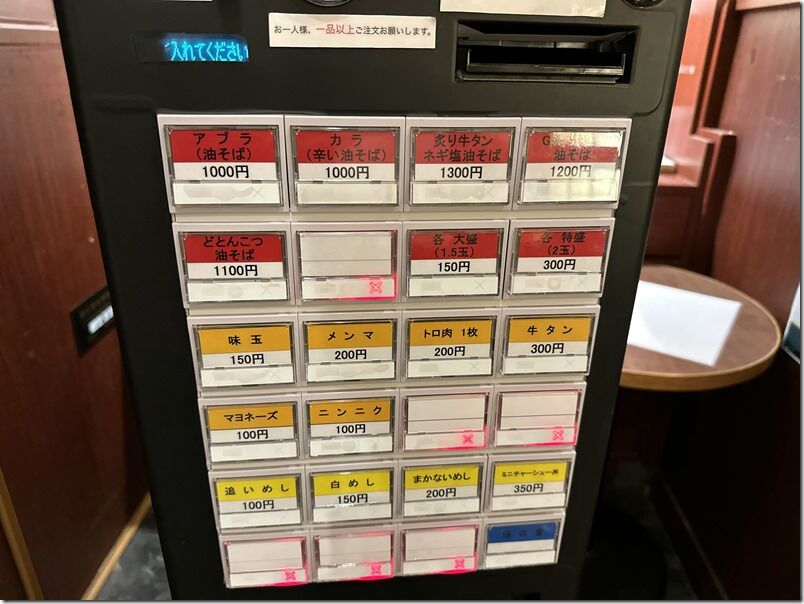 入れてください
お一人様、一品以上ご注文お願いします。
アブラ
(油そば)
1000円
カラ
(辛い油そば)
1000円
炙り牛タン
ネギ塩油そば
1300円
油そば
1200円
どとんこつ
油そば
1100円
各 大盛
(1.5玉)
150円
各 特盛
(2玉)
300円
味玉
150円
メンマ
200円
トロ肉 1枚
200円
牛タン
300円
マヨネーズ
100円
ニンニク
100円
追いめし
100円
白めし
150円
まかないめし
200円
ミニチャーシュー丼
350円